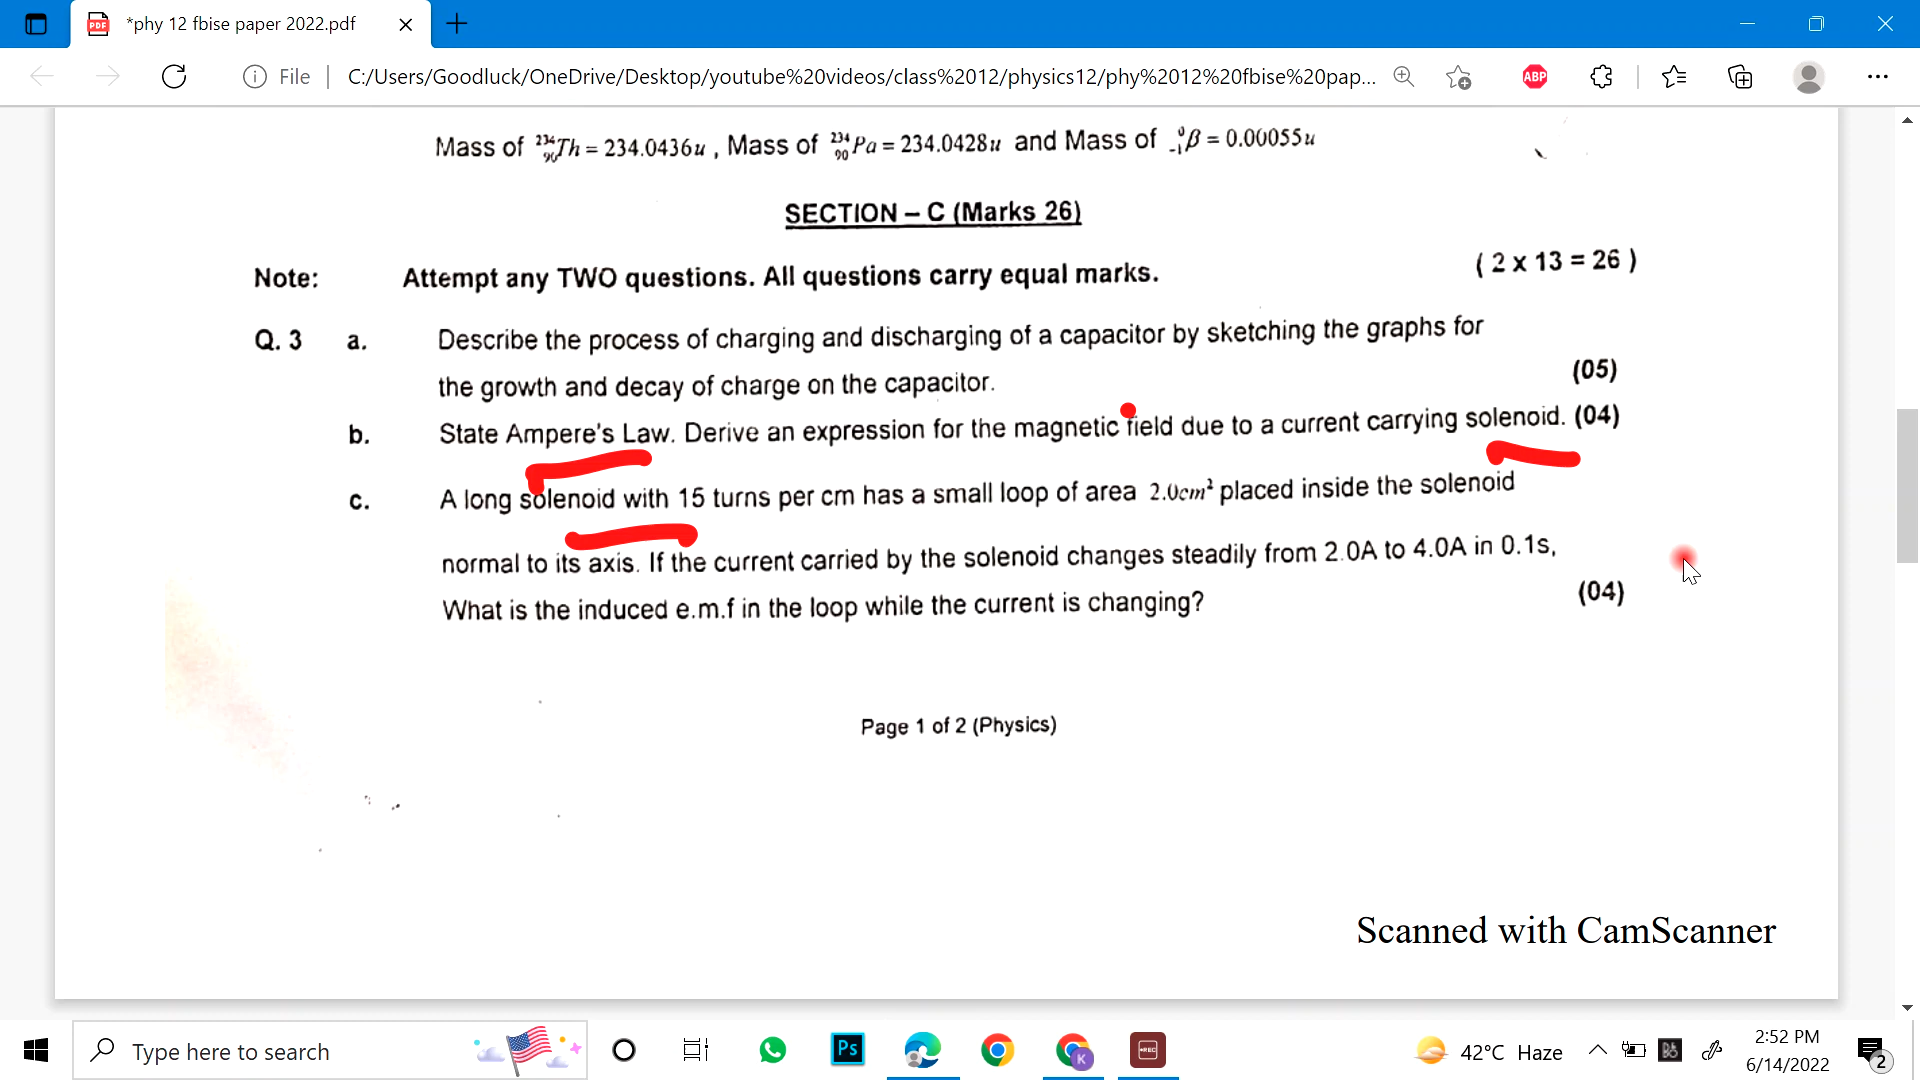 *phy 12 fbise paper 2022.pdf
File
C:/Users/Goodluck/OneDrive/Desktop/youtube%20videos/class%2012/physics12/phy%2012%20fbise%20pap...
ABP
Mass of ²³⁴₉₀Th = 234.0436u , Mass of ²³⁴₉₀Pa = 234.0428u and Mass of ⁰₋₁β = 0.00055u
SECTION – C (Marks 26)
Note: Attempt any TWO questions. All questions carry equal marks. ( 2 x 13 = 26 )
Q. 3 a. Describe the process of charging and discharging of a capacitor by sketching the graphs for
the growth and decay of charge on the capacitor. (05)
b. State Ampere's Law. Derive an expression for the magnetic field due to a current carrying solenoid. (04)
c. A long solenoid with 15 turns per cm has a small loop of area 2.0cm² placed inside the solenoid
normal to its axis. If the current carried by the solenoid changes steadily from 2.0A to 4.0A in 0.1s,
What is the induced e.m.f in the loop while the current is changing? (04)
Page 1 of 2 (Physics)
Scanned with CamScanner
Type here to search
Ps
K
REC
42°C Haze
2:52 PM
6/14/2022
2